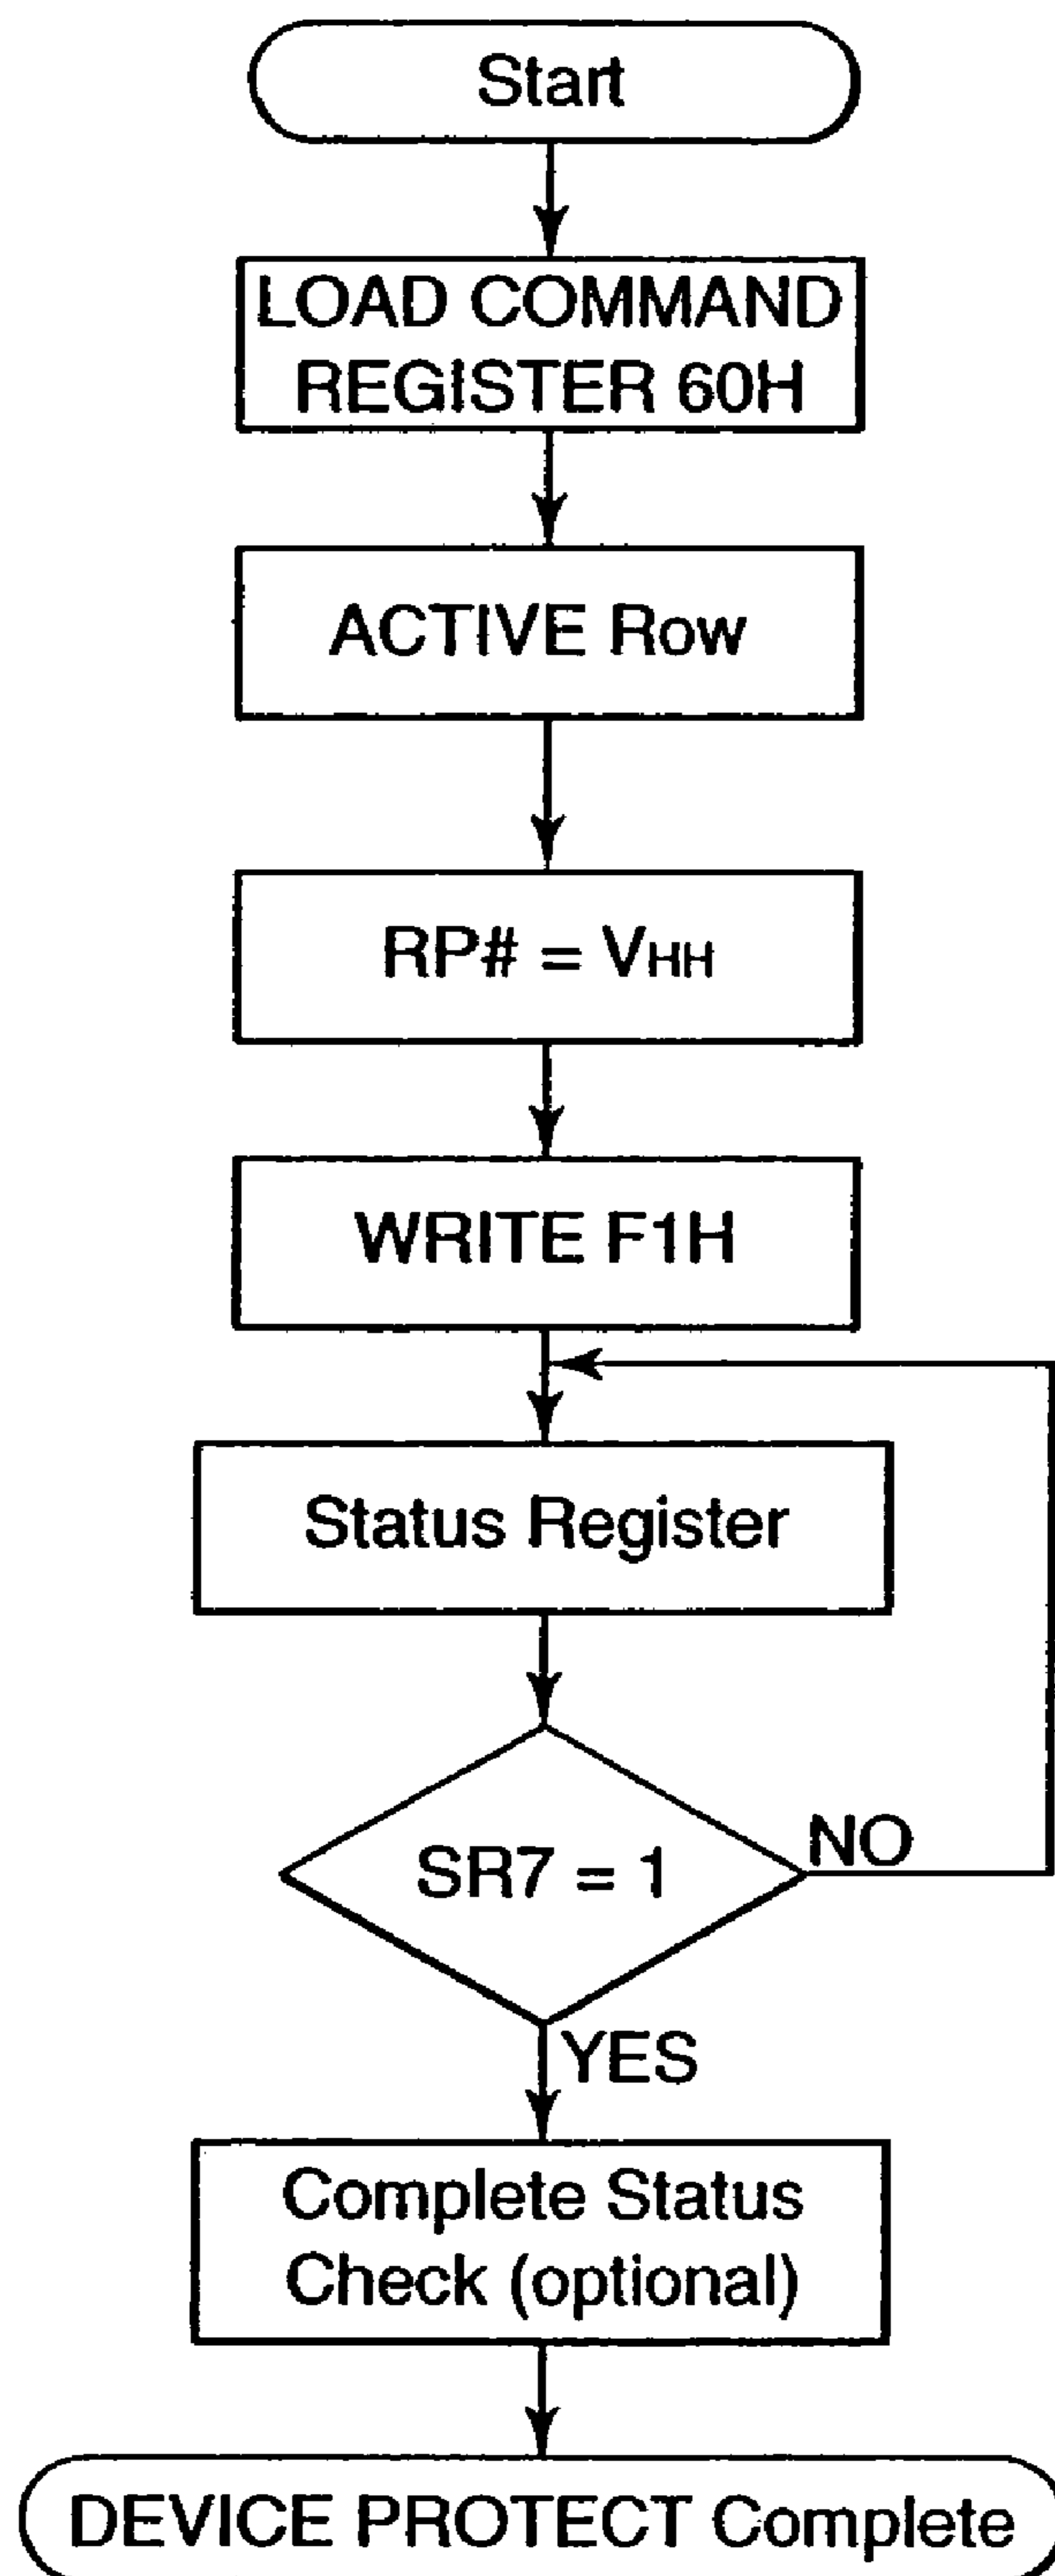 Start
LOAD COMMAND
REGISTER 60H
ACTIVE Row
RP# = VHH
WRITE F1H
Status Register
SR7 = 1
NO
YES
Complete Status
Check (optional)
DEVICE PROTECT Complete